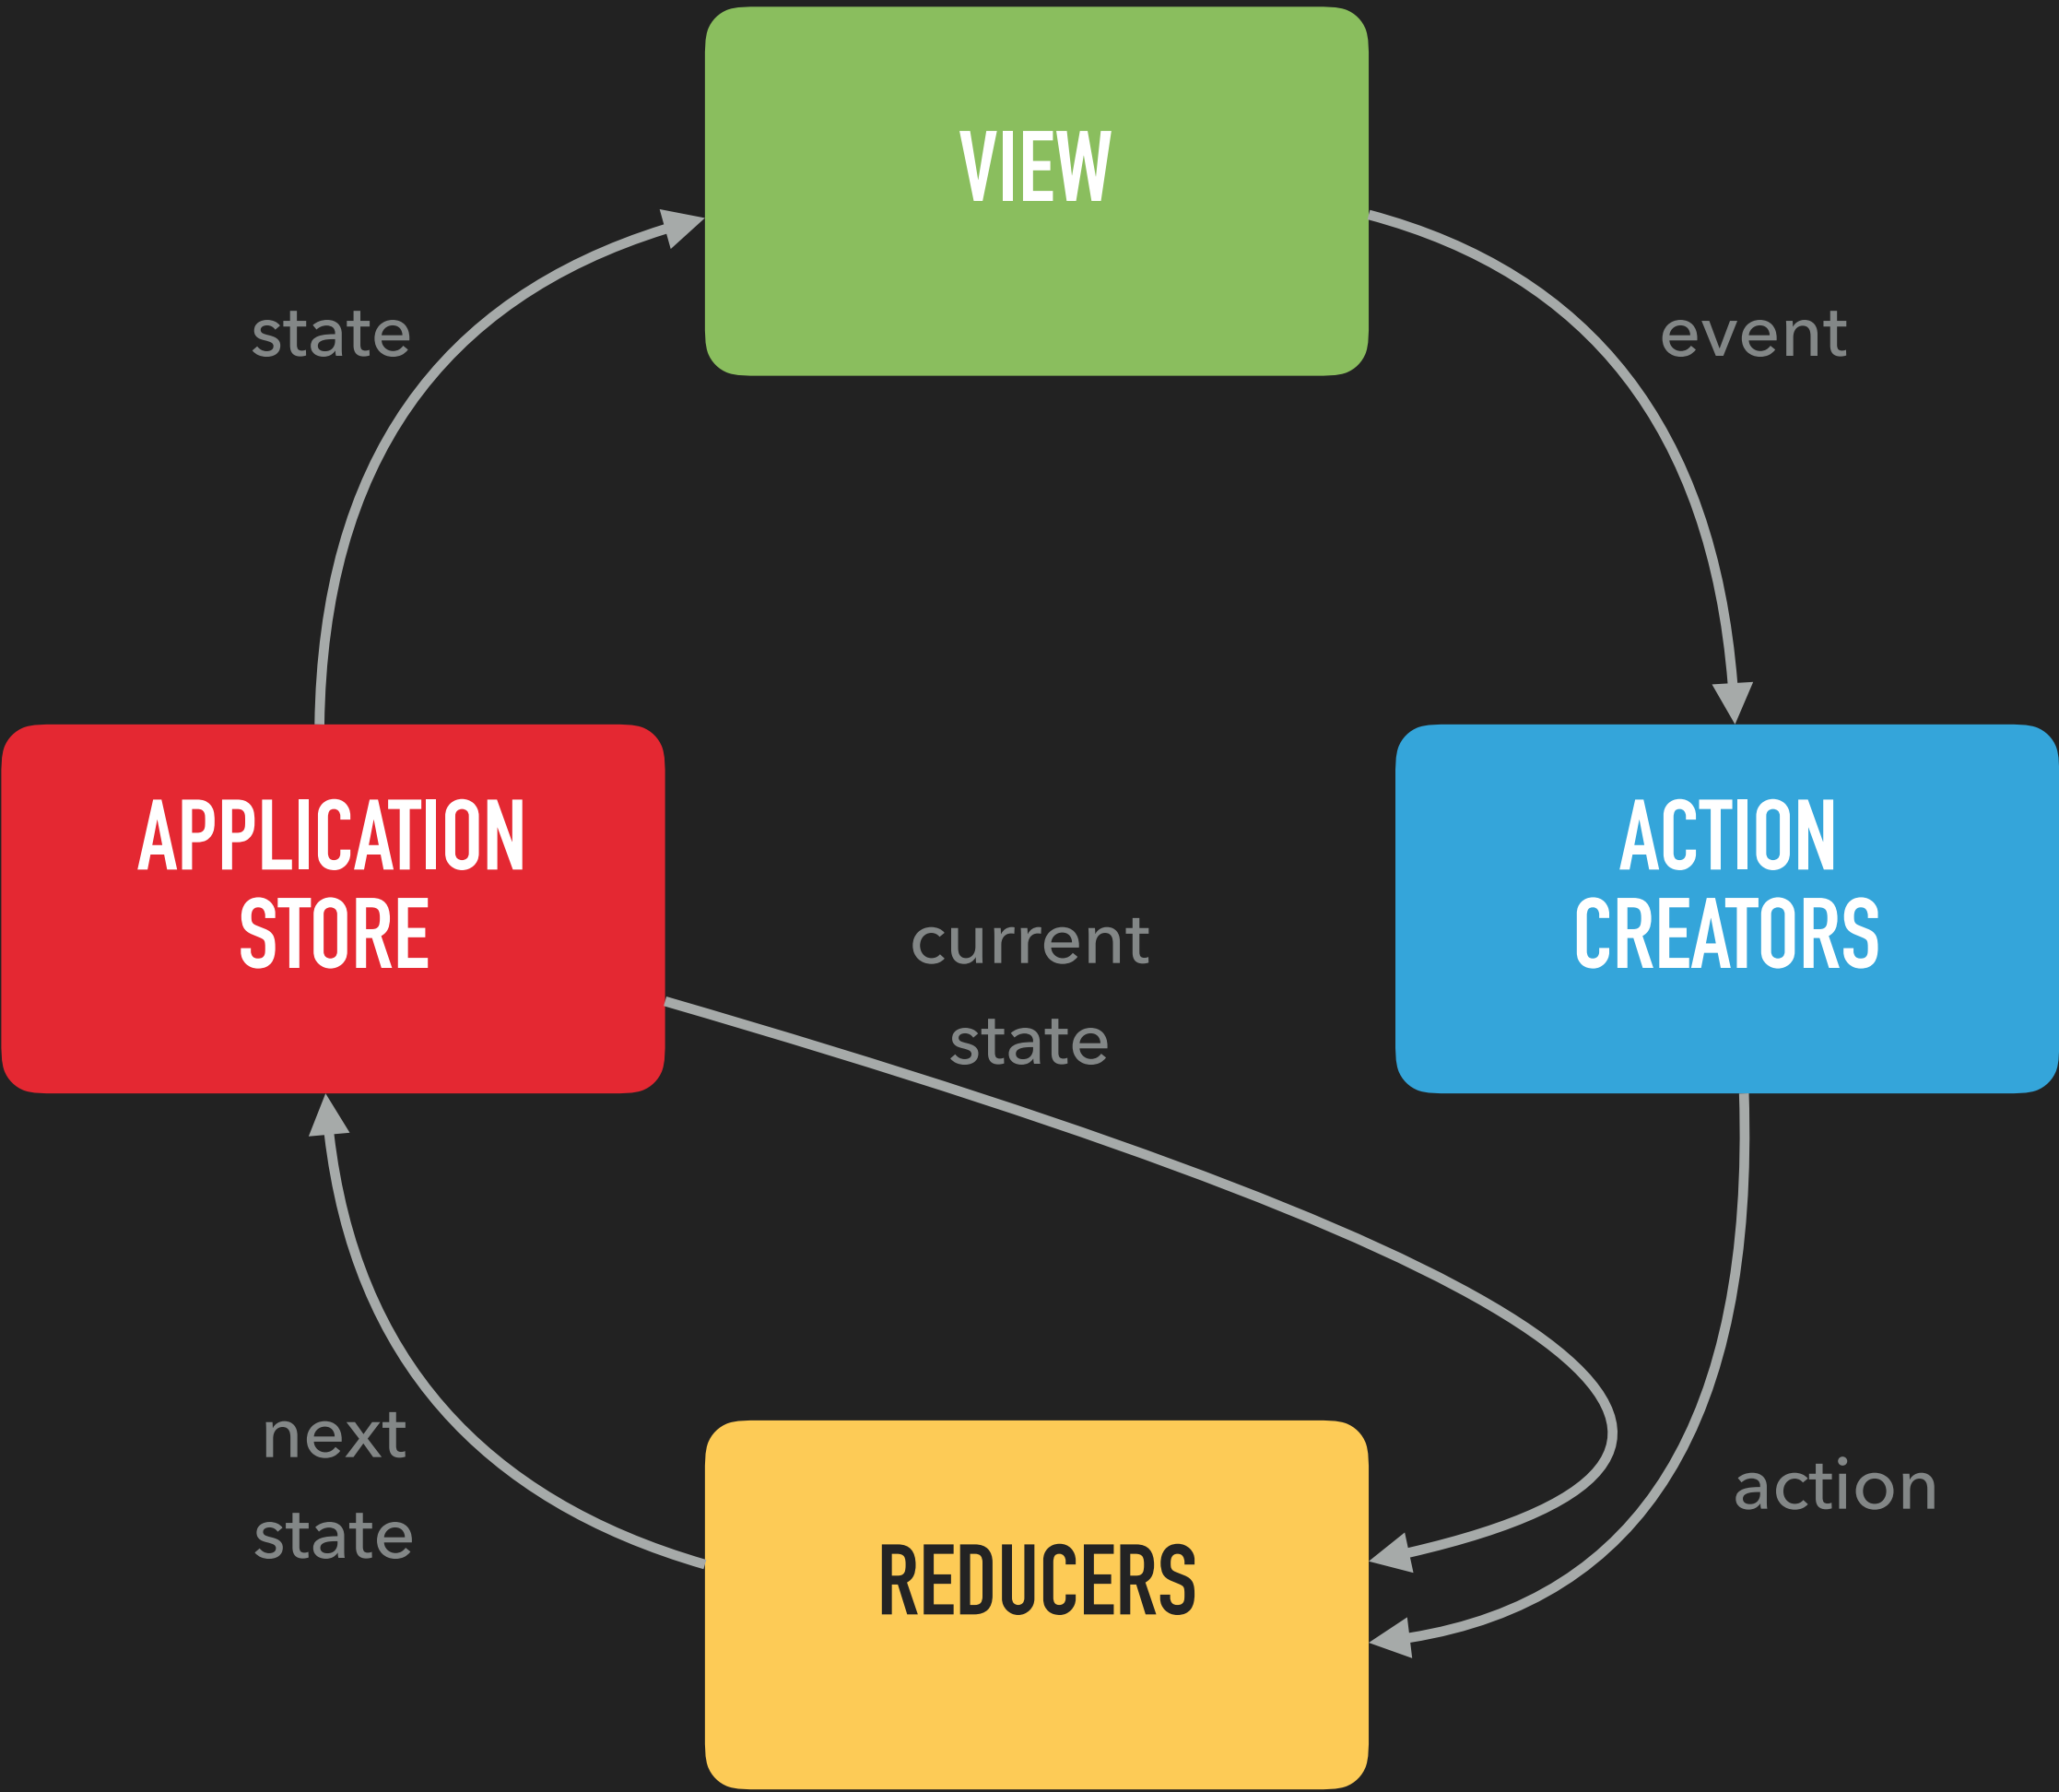 VIEW
state
event
APPLICATION
STORE
ACTION
CREATORS
current
state
next
state
action
REDUCERS